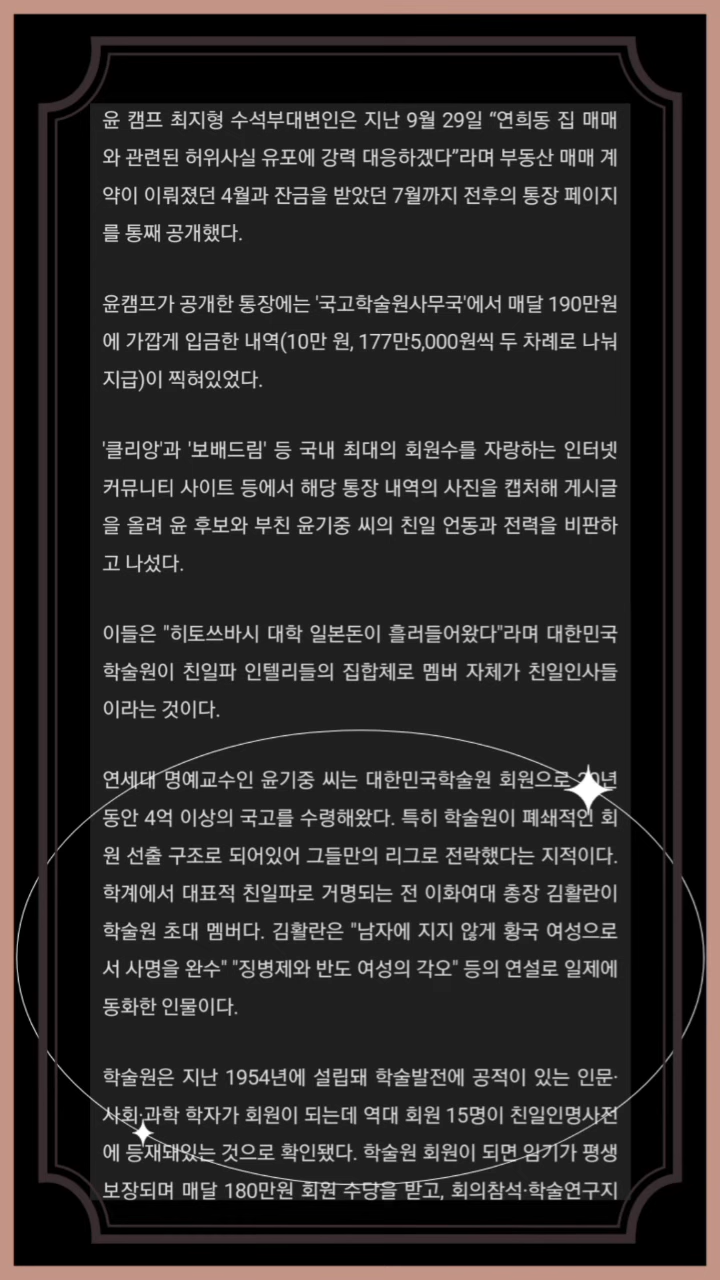 윤 캠프 최지형 수석부대변인은 지난 9월 29일 “연희동 집 매매
와 관련된 허위사실 유포에 강력 대응하겠다”라며 부동산 매매 계
약이 이뤄졌던 4월과 잔금을 받았던 7월까지 전후의 통장 페이지
를 통째 공개했다.
윤캠프가 공개한 통장에는 '국고학술원사무국'에서 매달 190만원
에 가깝게 입금한 내역(10만 원, 177만5,000원씩 두 차례로 나눠
지급)이 찍혀있었다.
'클리앙'과 '보배드림' 등 국내 최대의 회원수를 자랑하는 인터넷
커뮤니티 사이트 등에서 해당 통장 내역의 사진을 캡처해 게시글
을 올려 윤 후보와 부친 윤기중 씨의 친일 언동과 전력을 비판하
고 나섰다.
이들은 "히토쓰바시 대학 일본돈이 흘러들어왔다"라며 대한민국
학술원이 친일파 인텔리들의 집합체로 멤버 자체가 친일인사들
이라는 것이다.
연세대 명예교수인 윤기중 씨는 대한민국학술원 회원으로 20년
동안 4억 이상의 국고를 수령해왔다. 특히 학술원이 폐쇄적인 회
원 선출 구조로 되어있어 그들만의 리그로 전락했다는 지적이다.
학계에서 대표적 친일파로 거명되는 전 이화여대 총장 김활란이
학술원 초대 멤버다. 김활란은 "남자에 지지 않게 황국 여성으로
서 사명을 완수" "징병제와 반도 여성의 각오" 등의 연설로 일제에
동화한 인물이다.
학술원은 지난 1954년에 설립돼 학술발전에 공적이 있는 인문·
사회·과학 학자가 회원이 되는데 역대 회원 15명이 친일인명사전
에 등재돼있는 것으로 확인됐다. 학술원 회원이 되면 임기가 평생
보장되며 매달 180만원 회원 수당을 받고, 회의참석·학술연구지